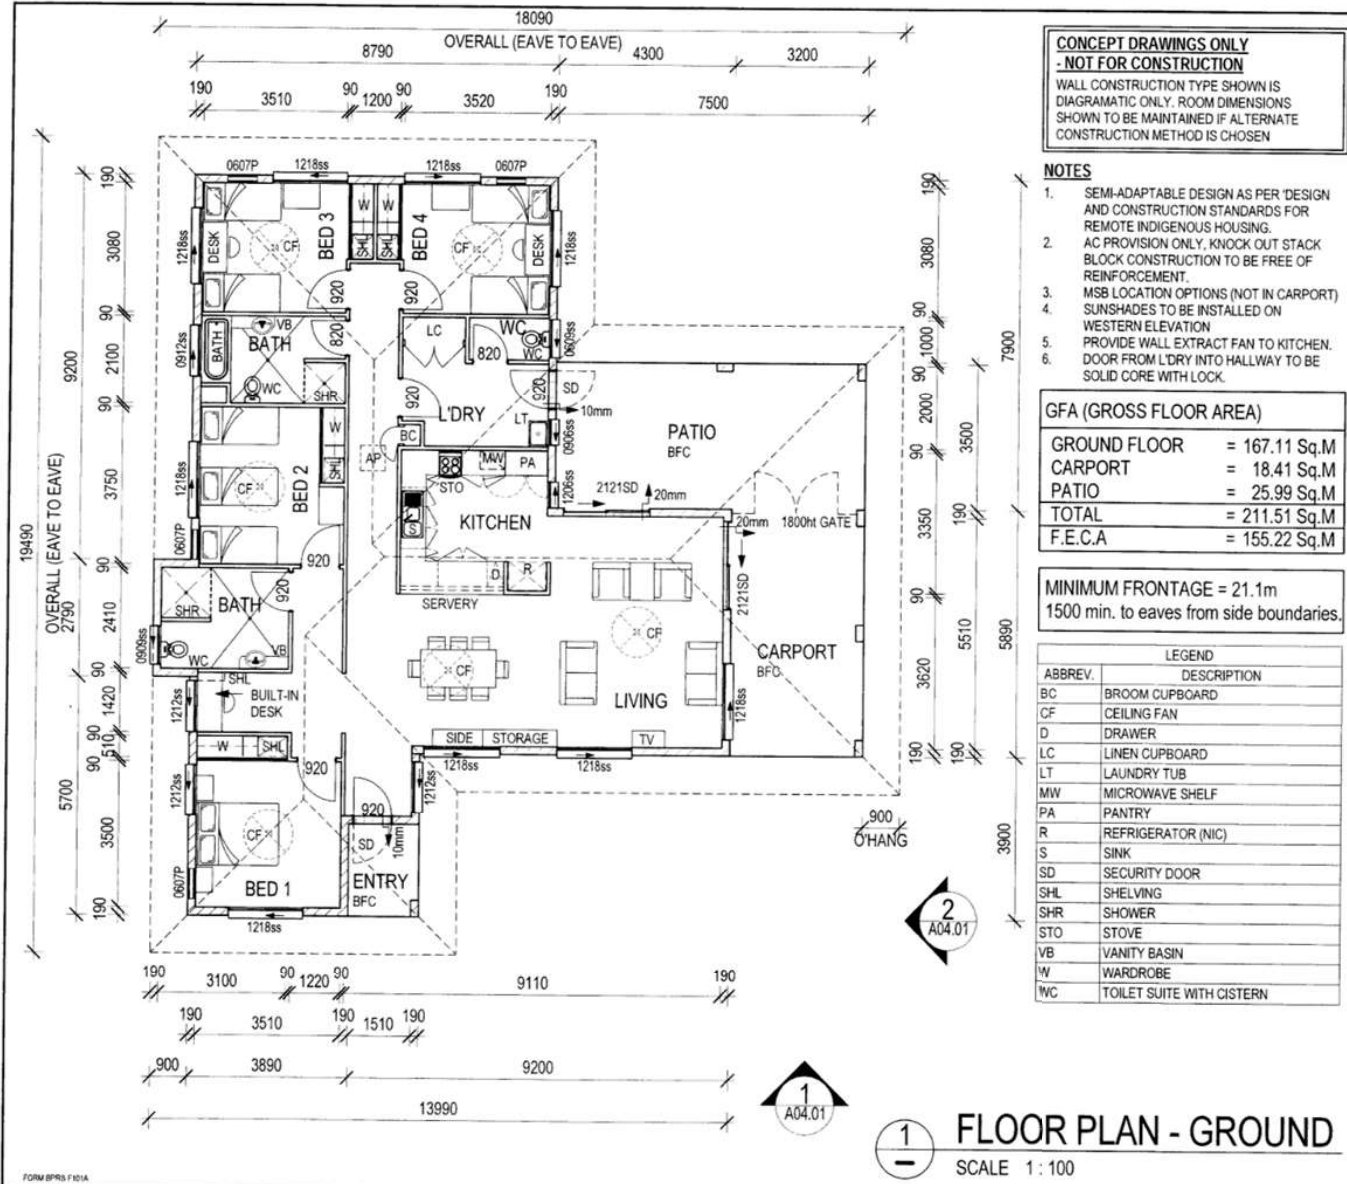 18090
OVERALL (EAVE TO EAVE)
8790 4300 3200
190 3510 90 1200 90 3520 190 7500
CONCEPT DRAWINGS ONLY
- NOT FOR CONSTRUCTION
WALL CONSTRUCTION TYPE SHOWN IS
DIAGRAMATIC ONLY. ROOM DIMENSIONS
SHOWN TO BE MAINTAINED IF ALTERNATE
CONSTRUCTION METHOD IS CHOSEN
NOTES
1. SEMI-ADAPTABLE DESIGN AS PER 'DESIGN
AND CONSTRUCTION STANDARDS FOR
REMOTE INDIGENOUS HOUSING.
2. AC PROVISION ONLY, KNOCK OUT STACK
BLOCK CONSTRUCTION TO BE FREE OF
REINFORCEMENT.
3. MSB LOCATION OPTIONS (NOT IN CARPORT)
4. SUNSHADES TO BE INSTALLED ON
WESTERN ELEVATION
5. PROVIDE WALL EXTRACT FAN TO KITCHEN.
6. DOOR FROM L'DRY INTO HALLWAY TO BE
SOLID CORE WITH LOCK.
GFA (GROSS FLOOR AREA)
GROUND FLOOR = 167.11 Sq.M
CARPORT = 18.41 Sq.M
PATIO = 25.99 Sq.M
TOTAL = 211.51 Sq.M
F.E.C.A = 155.22 Sq.M
MINIMUM FRONTAGE = 21.1m
1500 min. to eaves from side boundaries.
LEGEND
ABBREV. DESCRIPTION
BC BROOM CUPBOARD
CF CEILING FAN
D DRAWER
LC LINEN CUPBOARD
LT LAUNDRY TUB
MW MICROWAVE SHELF
PA PANTRY
R REFRIGERATOR (NIC)
S SINK
SD SECURITY DOOR
SHL SHELVING
SHR SHOWER
STO STOVE
VB VANITY BASIN
W WARDROBE
WC TOILET SUITE WITH CISTERN
19490
OVERALL (EAVE TO EAVE)
9200
2790
5700
190
3080
90
2100
90
3750
90
2410
90
1420
90
510
90
3500
190
0607P 1218ss 1218ss 0607P
1218ss DESK CF BED 3 W SHL W SHL BED 4 CF DESK 1218ss
920 920
0912ss BATH VB BATH 820 WC SHR
LC WC WC 820 0609ss
920 L'DRY LT 920 SD 10mm 0906ss
BC AP
1218ss CF BED 2 W SHL 0607P 920
STO MW PA 1206ss
S KITCHEN
D R
SERVERY
PATIO
BFC
2121SD 20mm
20mm 1800ht GATE
2121SD
CARPORT
BFC
1218ss
SHR BATH 920 WC VB 0909ss
SHL
BUILT-IN
DESK
1212ss
W SHL
CF
CF
LIVING
SIDE STORAGE TV
1218ss 1218ss
920
1212ss CF BED 1 0607P 1218ss
920 1212ss
SD 10mm
ENTRY
BFC
190
3080
90
1000
90
2000
90
3350
90
3620
190
3500
190
5510
190
7900
5890
3900
900
O'HANG
2
A04.01
190 3100 90 1220 90 9110 190
190 3510 190 1510 190
900 3890 9200
13990
1
A04.01
1
FLOOR PLAN - GROUND
SCALE 1 : 100
FORM BPRS F101A